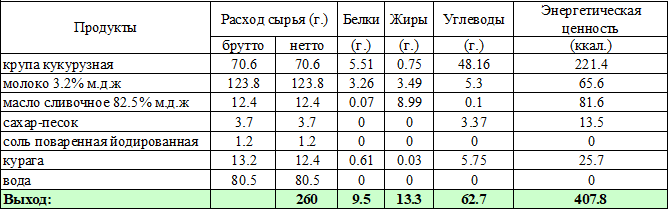 Продукты Расход сырья (г.) Белки Жиры Углеводы Энергетическая ценность
брутто нетто (г.) (г.) (г.) (ккал.)
крупа кукурузная 70.6 70.6 5.51 0.75 48.16 221.4
молоко 3.2% м.д.ж 123.8 123.8 3.26 3.49 5.3 65.6
масло сливочное 82.5% м.д.ж 12.4 12.4 0.07 8.99 0.1 81.6
сахар-песок 3.7 3.7 0 0 3.37 13.5
соль поваренная йодированная 1.2 1.2 0 0 0 0
курага 13.2 12.4 0.61 0.03 5.75 25.7
вода 80.5 80.5 0 0 0 0
Выход: 260 9.5 13.3 62.7 407.8